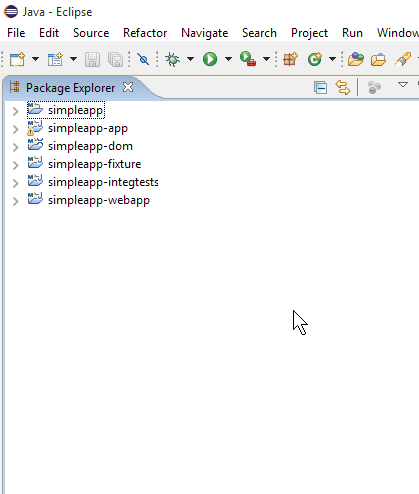 Java - Eclipse
File Edit Source Refactor Navigate Search Project Run Window
Package Explorer
simpleapp
simpleapp-app
simpleapp-dom
simpleapp-fixture
simpleapp-integtests
simpleapp-webapp